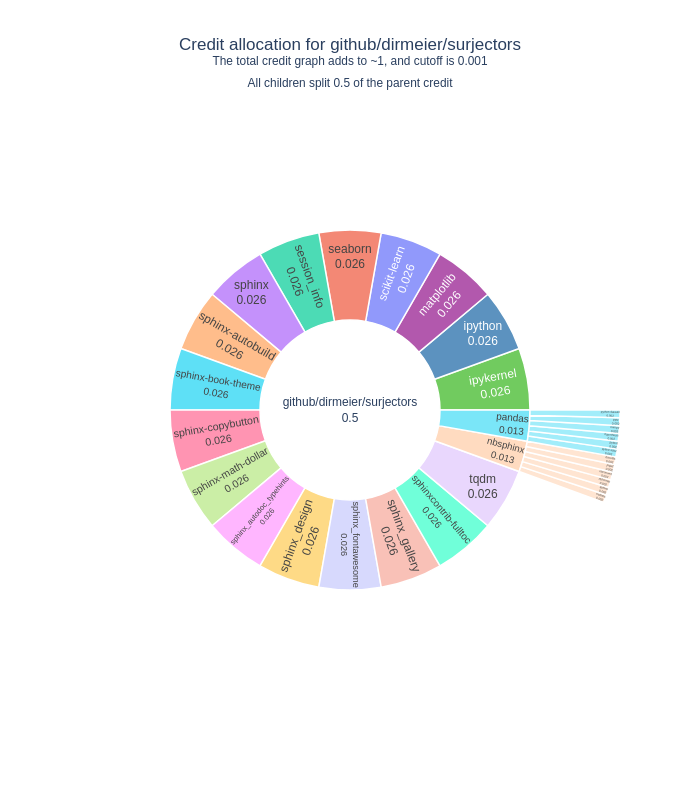 Credit allocation for github/dirmeier/surjectors
The total credit graph adds to ~1, and cutoff is 0.001
All children split 0.5 of the parent credit
github/dirmeier/surjectors
0.5
ipykernel
0.026
ipython
0.026
matplotlib
0.026
scikit-learn
0.026
seaborn
0.026
session_info
0.026
sphinx
0.026
sphinx-autobuild
0.026
sphinx-book-theme
0.026
sphinx-copybutton
0.026
sphinx-math-dollar
0.026
sphinx_autodoc_typehints
0.026
sphinx_design
0.026
sphinx_fontawesome
0.026
sphinx_gallery
0.026
sphinxcontrib-fulltoc
0.026
tqdm
0.026
nbsphinx
0.013
pandas
0.013